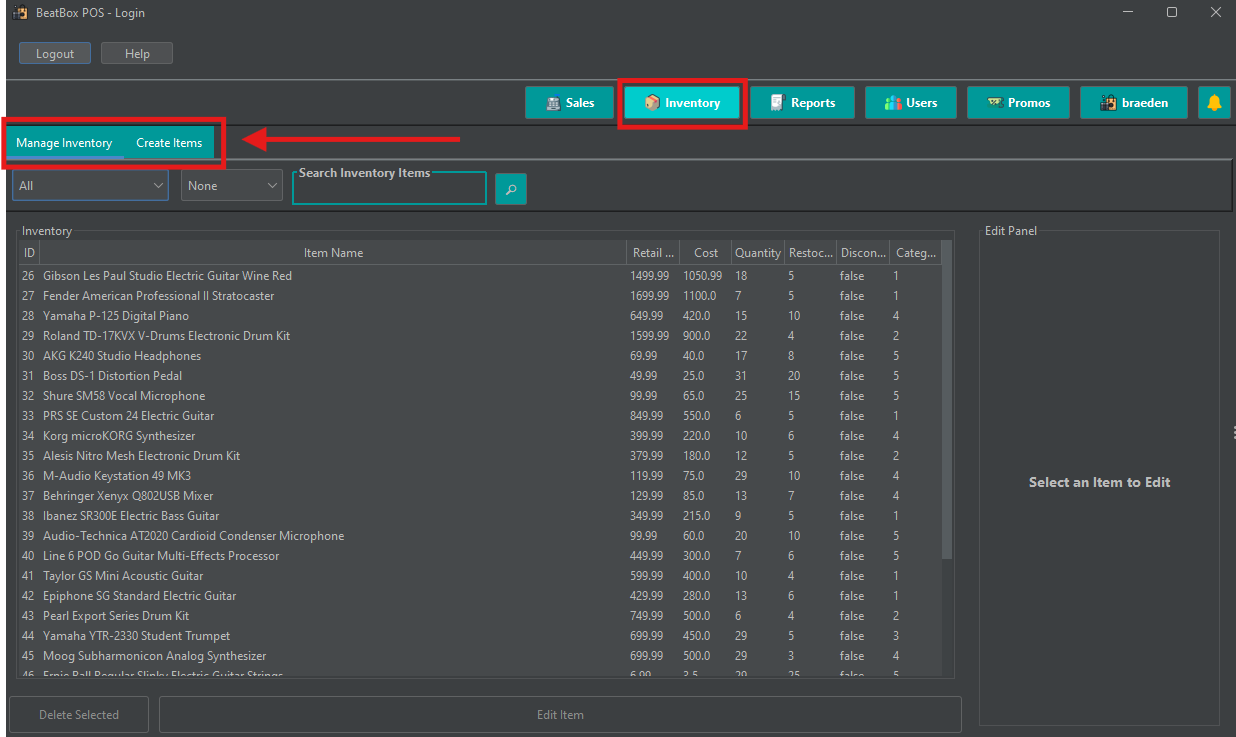 BeatBox POS - Login
Logout Help
Sales Inventory Reports Users Promos braeden
Manage Inventory Create Items
All None Search Inventory Items
Inventory
ID Item Name Retail ... Cost Quantity Restoc... Discon... Categ...
26 Gibson Les Paul Studio Electric Guitar Wine Red 1499.99 1050.99 18 5 false 1
27 Fender American Professional II Stratocaster 1699.99 1100.0 7 5 false 1
28 Yamaha P-125 Digital Piano 649.99 420.0 15 10 false 4
29 Roland TD-17KVX V-Drums Electronic Drum Kit 1599.99 900.0 22 4 false 2
30 AKG K240 Studio Headphones 69.99 40.0 17 8 false 5
31 Boss DS-1 Distortion Pedal 49.99 25.0 31 20 false 5
32 Shure SM58 Vocal Microphone 99.99 65.0 25 15 false 5
33 PRS SE Custom 24 Electric Guitar 849.99 550.0 6 5 false 1
34 Korg microKORG Synthesizer 399.99 220.0 10 6 false 4
35 Alesis Nitro Mesh Electronic Drum Kit 379.99 180.0 12 5 false 2
36 M-Audio Keystation 49 MK3 119.99 75.0 29 10 false 4
37 Behringer Xenyx Q802USB Mixer 129.99 85.0 13 7 false 4
38 Ibanez SR300E Electric Bass Guitar 349.99 215.0 9 5 false 1
39 Audio-Technica AT2020 Cardioid Condenser Microphone 99.99 60.0 20 10 false 5
40 Line 6 POD Go Guitar Multi-Effects Processor 449.99 300.0 7 6 false 5
41 Taylor GS Mini Acoustic Guitar 599.99 400.0 10 4 false 1
42 Epiphone SG Standard Electric Guitar 429.99 280.0 13 6 false 1
43 Pearl Export Series Drum Kit 749.99 500.0 6 4 false 2
44 Yamaha YTR-2330 Student Trumpet 699.99 450.0 29 5 false 3
45 Moog Subharmonicon Analog Synthesizer 699.99 500.0 29 3 false 4
46 Ernie Ball Regular Slinky Electric Guitar Strings 6.99 3.5 20 25 false 5
Delete Selected Edit Item
Edit Panel
Select an Item to Edit